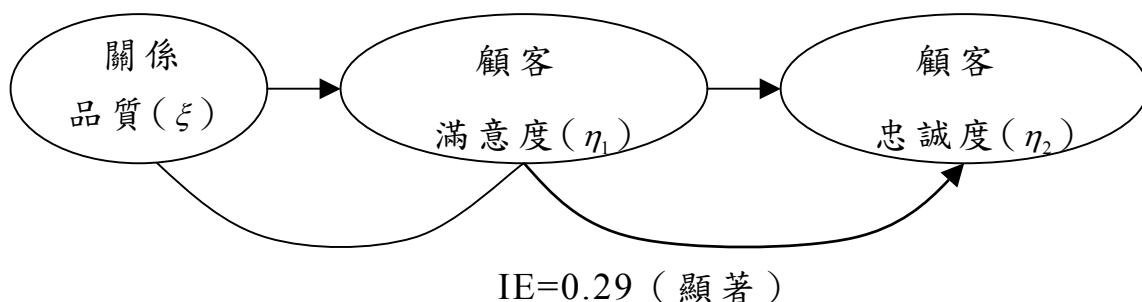 關係
品質(ξ)
顧客
滿意度(η₁)
顧客
忠誠度(η₂)
IE=0.29（顯著）